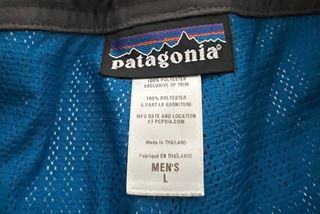 patagonia
100% POLYESTER
EXCLUSIVE OF TRIM
100% POLYESTER
À PART LA GARNITURE
MFG DATE AND LOCATION
AT PCPSIA.COM
MADE IN THAILAND
FABRIQUÉ EN THAÏLANDE
MEN'S
L